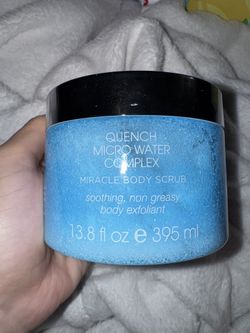 QUENCH
MICRO WATER
COMPLEX
MIRACLE BODY SCRUB
soothing, non greasy
body exfoliant
13.8 fl oz e 395 ml